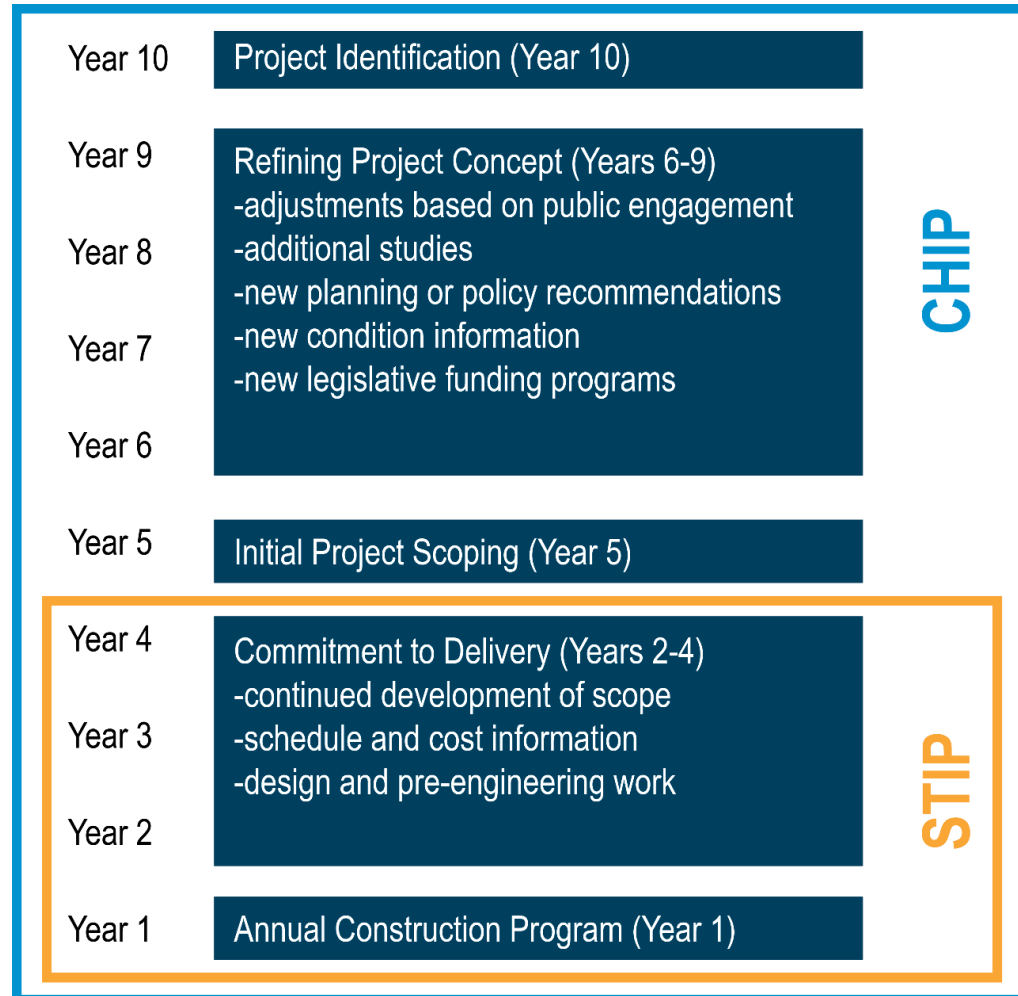 Year 10
Project Identification (Year 10)
Year 9
Refining Project Concept (Years 6-9)
-adjustments based on public engagement
Year 8
-additional studies
-new planning or policy recommendations
-new condition information
Year 7
-new legislative funding programs
Year 6
CHIP
Year 5
Initial Project Scoping (Year 5)
Year 4
Commitment to Delivery (Years 2-4)
-continued development of scope
Year 3
-schedule and cost information
-design and pre-engineering work
Year 2
STIP
Year 1
Annual Construction Program (Year 1)